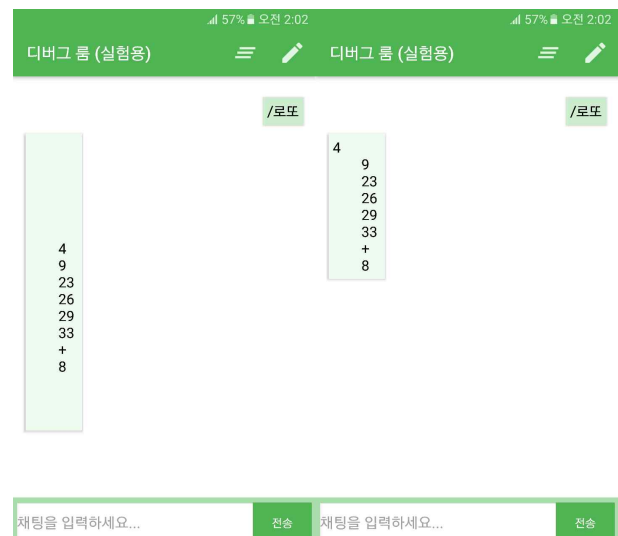 57% 오전 2:02
디버그 룸 (실험용)
/로또
4
9
23
26
29
33
+
8
채팅을 입력하세요...
전송
57% 오전 2:02
디버그 룸 (실험용)
/로또
4
9
23
26
29
33
+
8
채팅을 입력하세요...
전송